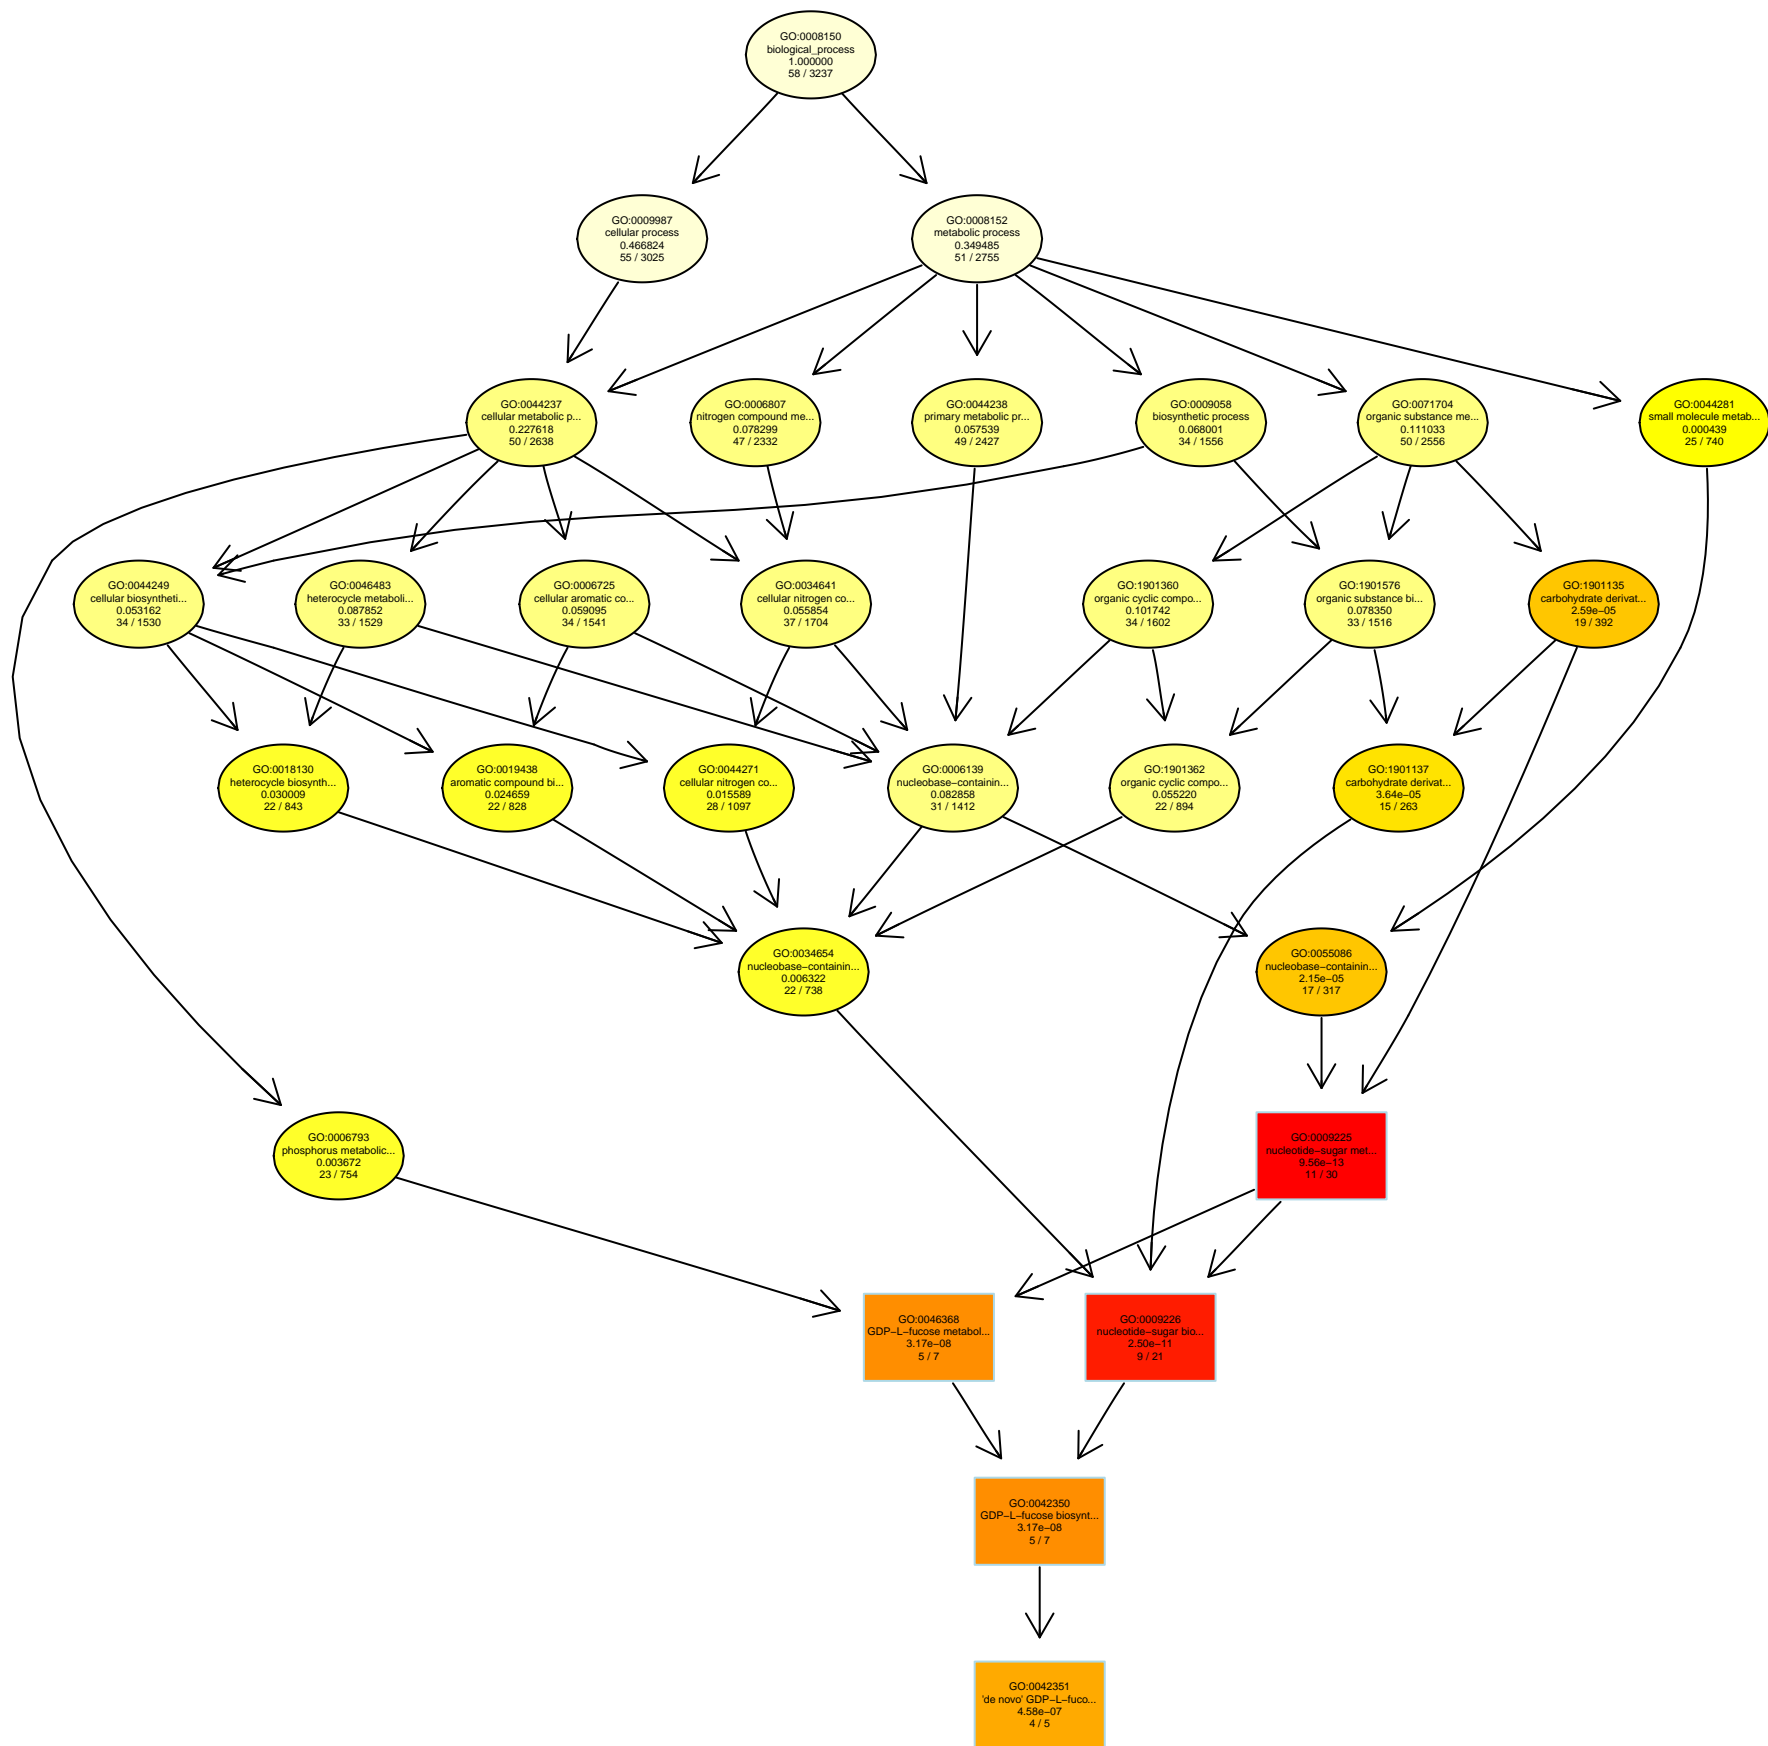 GO:0008150
biological_process
1.000000
58 / 3237
GO:0009987
cellular process
0.466824
55 / 3025
GO:0008152
metabolic process
0.349485
51 / 2755
GO:0044237
cellular metabolic p...
0.227618
50 / 2638
GO:0006807
nitrogen compound me...
0.078299
47 / 2332
GO:0044238
primary metabolic pr...
0.057539
49 / 2427
GO:0009058
biosynthetic process
0.068001
34 / 1556
GO:0071704
organic substance me...
0.111033
50 / 2556
GO:0044281
small molecule metab...
0.000439
25 / 740
GO:0044249
cellular biosyntheti...
0.053162
34 / 1530
GO:0046483
heterocycle metaboli...
0.087852
33 / 1529
GO:0006725
cellular aromatic co...
0.059095
34 / 1541
GO:0034641
cellular nitrogen co...
0.055854
37 / 1704
GO:1901360
organic cyclic compo...
0.101742
34 / 1602
GO:1901576
organic substance bi...
0.078350
33 / 1516
GO:1901135
carbohydrate derivat...
2.59e−05
19 / 392
GO:0018130
heterocycle biosynth...
0.030009
22 / 843
GO:0019438
aromatic compound bi...
0.024659
22 / 828
GO:0044271
cellular nitrogen co...
0.015589
28 / 1097
GO:0006139
nucleobase−containin...
0.082858
31 / 1412
GO:1901362
organic cyclic compo...
0.055220
22 / 894
GO:1901137
carbohydrate derivat...
3.64e−05
15 / 263
GO:0034654
nucleobase−containin...
0.006322
22 / 738
GO:0055086
nucleobase−containin...
2.15e−05
17 / 317
GO:0006793
phosphorus metabolic...
0.003672
23 / 754
GO:0009225
nucleotide−sugar met...
9.56e−13
11 / 30
GO:0046368
GDP−L−fucose metabol...
3.17e−08
5 / 7
GO:0009226
nucleotide−sugar bio...
2.50e−11
9 / 21
GO:0042350
GDP−L−fucose biosynt...
3.17e−08
5 / 7
GO:0042351
'de novo' GDP−L−fuco...
4.58e−07
4 / 5